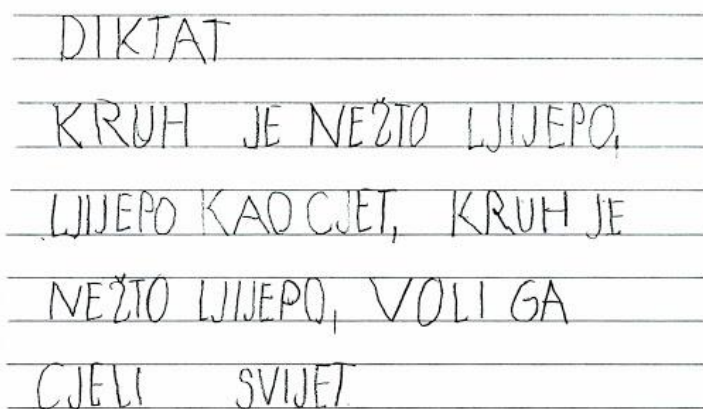 DIKTAT
KRUH JE NEŽTO LJIJEPO,
LJIJEPO KAO CJET, KRUH JE
NEŽTO LJIJEPO, VOLI GA
CJELI SVIJET